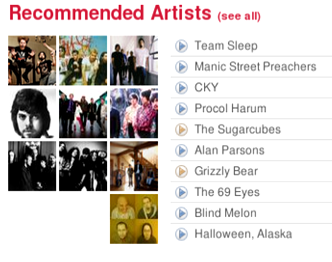 Recommended Artists (see all)
Team Sleep
Manic Street Preachers
CKY
Procol Harum
The Sugarcubes
Alan Parsons
Grizzly Bear
The 69 Eyes
Blind Melon
Halloween, Alaska